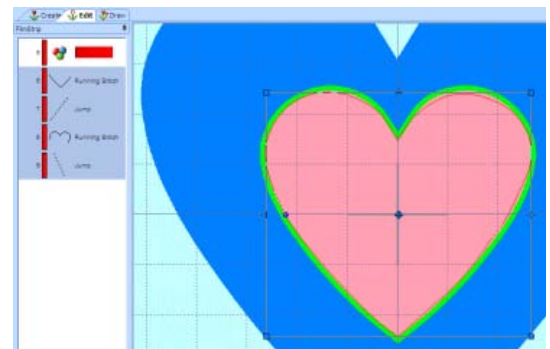 Create Edit Draw
FilmStrip
Running Stitch
Jump
Running Stitch
Jump